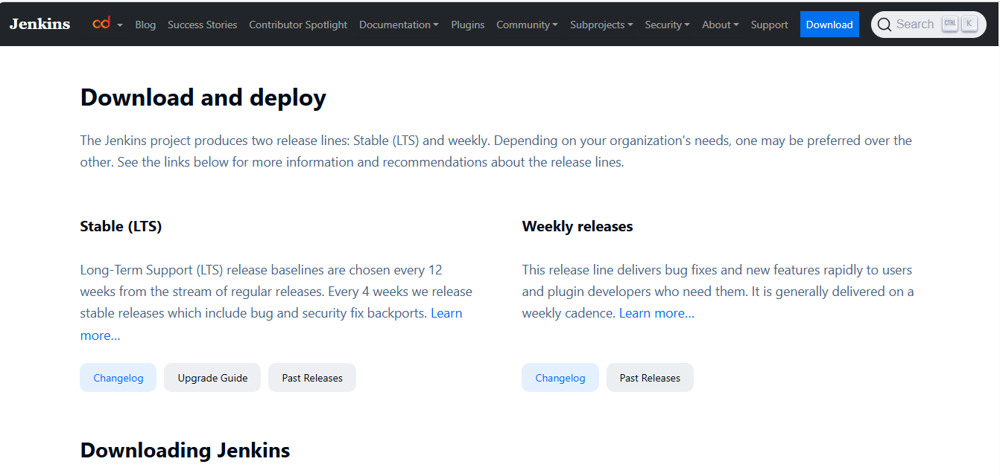 Jenkins cd Blog Success Stories Contributor Spotlight Documentation Plugins Community Subprojects Security About Support Download Search CTRL K
Download and deploy
The Jenkins project produces two release lines: Stable (LTS) and weekly. Depending on your organization's needs, one may be preferred over the
other. See the links below for more information and recommendations about the release lines.
Stable (LTS)
Long-Term Support (LTS) release baselines are chosen every 12
weeks from the stream of regular releases. Every 4 weeks we release
stable releases which include bug and security fix backports. Learn
more...
Changelog Upgrade Guide Past Releases
Weekly releases
This release line delivers bug fixes and new features rapidly to users
and plugin developers who need them. It is generally delivered on a
weekly cadence. Learn more...
Changelog Past Releases
Downloading Jenkins